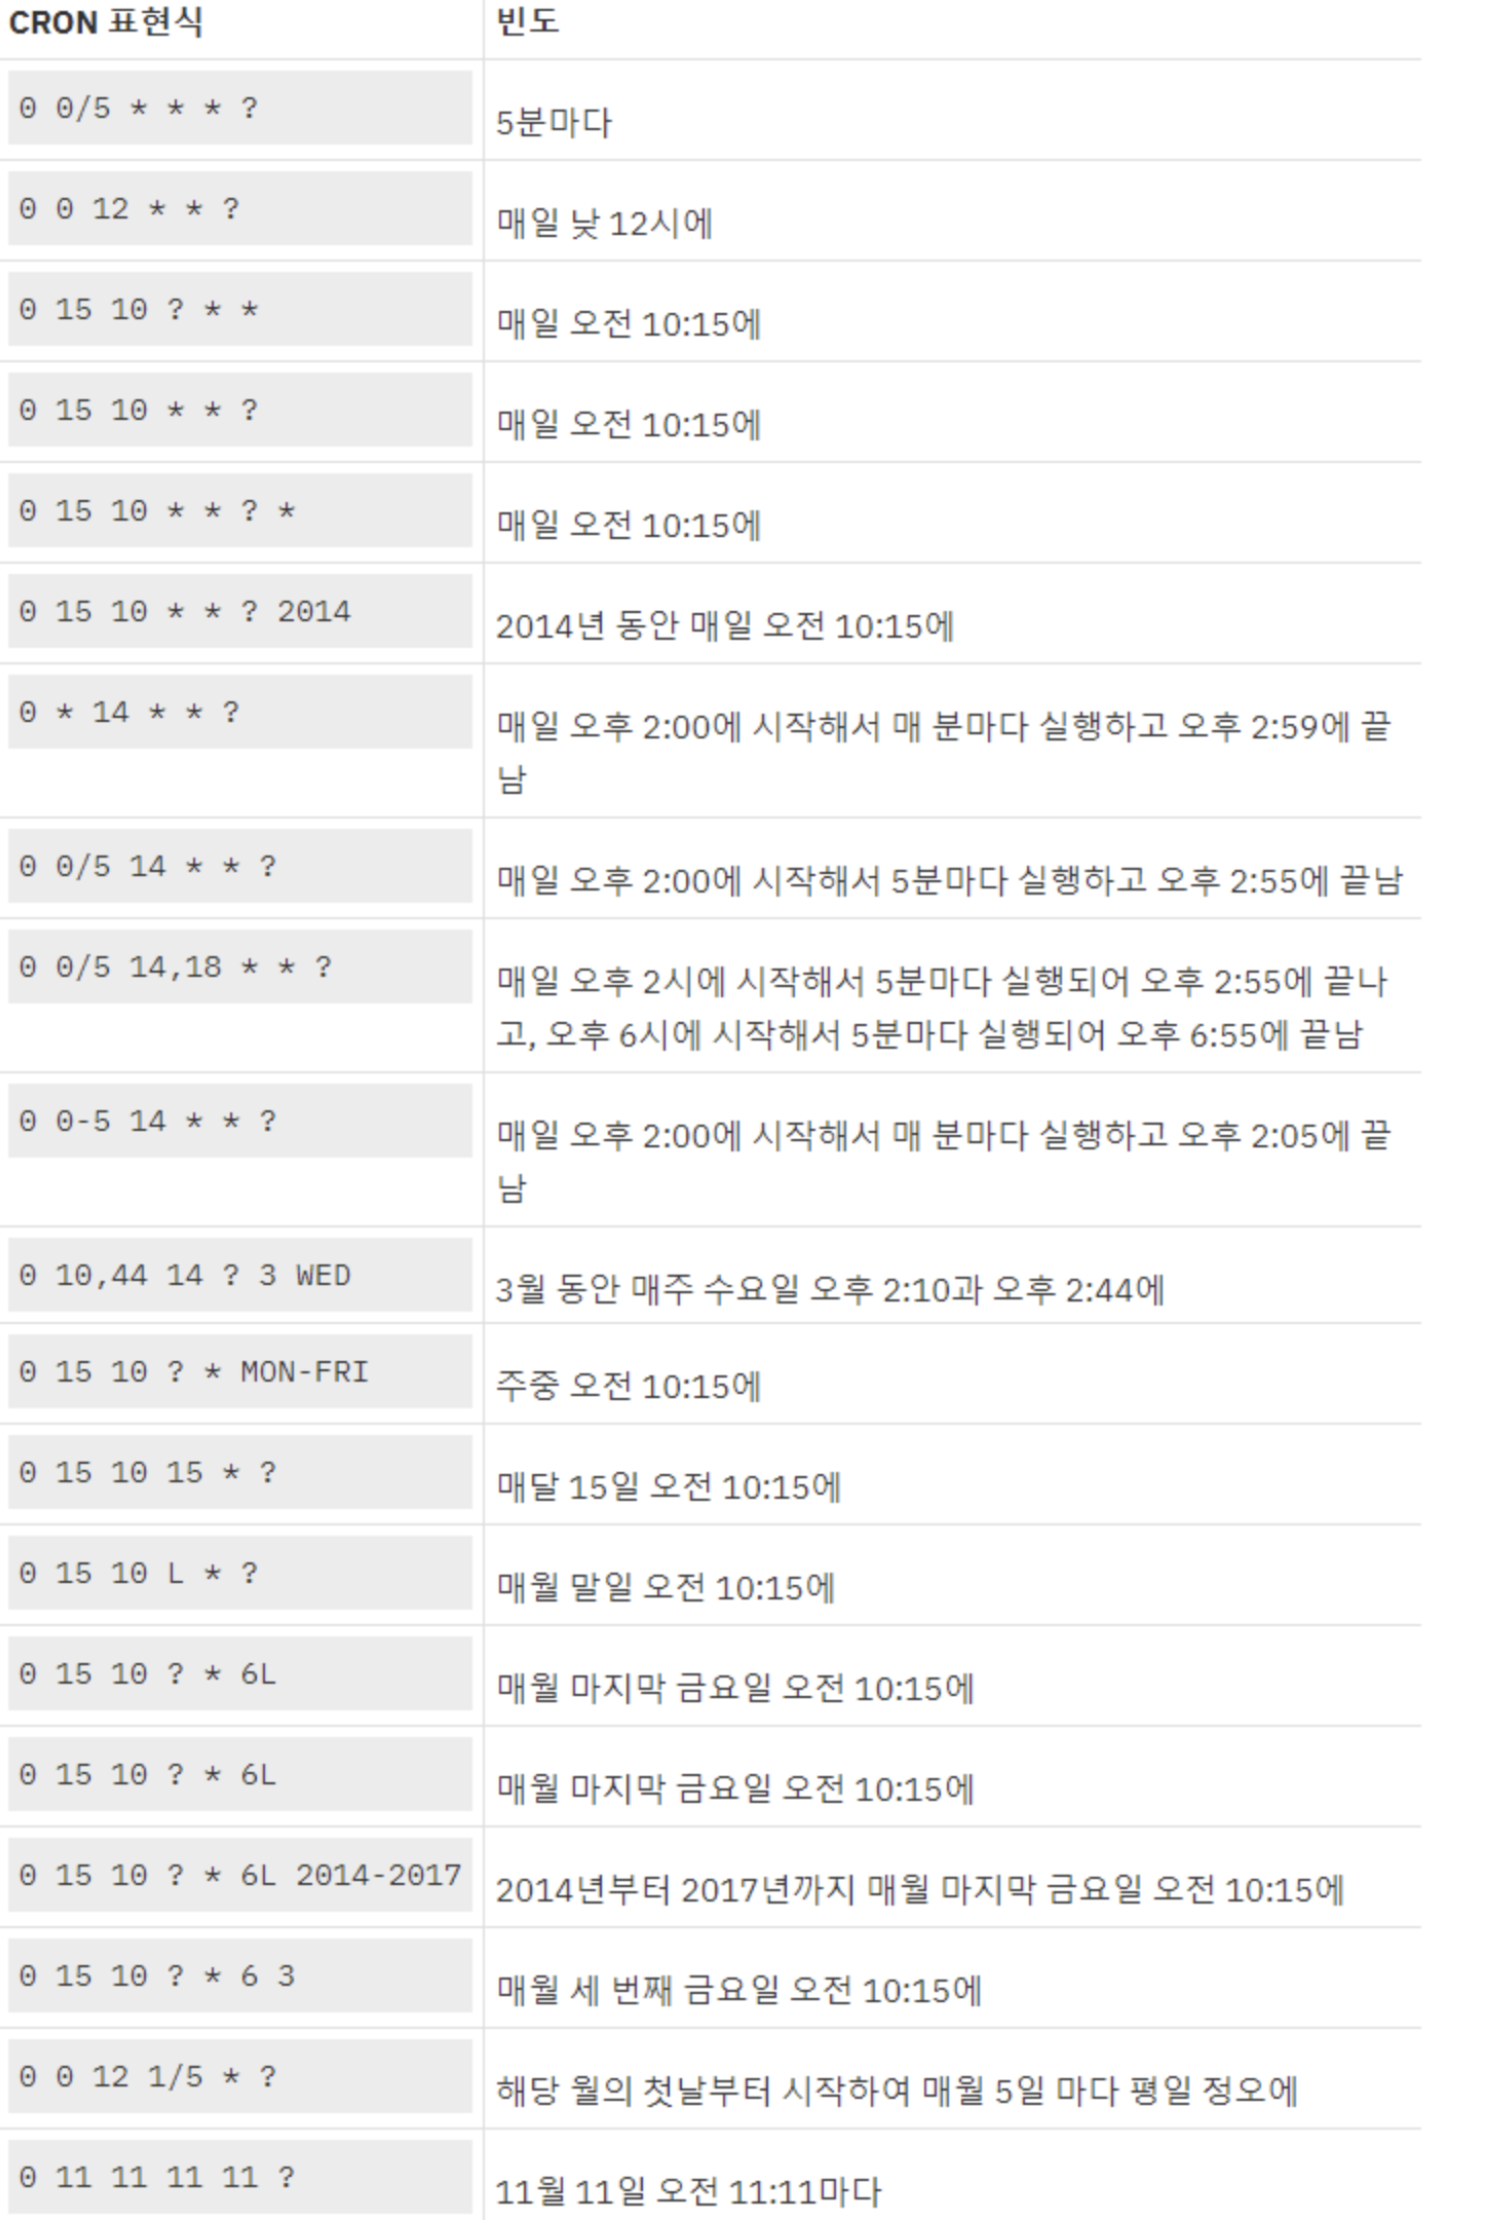 CRON 표현식 빈도
0 0/5 * * * ? 5분마다
0 0 12 * * ? 매일 낮 12시에
0 15 10 ? * * 매일 오전 10:15에
0 15 10 * * ? 매일 오전 10:15에
0 15 10 * * ? * 매일 오전 10:15에
0 15 10 * * ? 2014 2014년 동안 매일 오전 10:15에
0 * 14 * * ? 매일 오후 2:00에 시작해서 매 분마다 실행하고 오후 2:59에 끝
남
0 0/5 14 * * ? 매일 오후 2:00에 시작해서 5분마다 실행하고 오후 2:55에 끝남
0 0/5 14,18 * * ? 매일 오후 2시에 시작해서 5분마다 실행되어 오후 2:55에 끝나
고, 오후 6시에 시작해서 5분마다 실행되어 오후 6:55에 끝남
0 0-5 14 * * ? 매일 오후 2:00에 시작해서 매 분마다 실행하고 오후 2:05에 끝
남
0 10,44 14 ? 3 WED 3월 동안 매주 수요일 오후 2:10과 오후 2:44에
0 15 10 ? * MON-FRI 주중 오전 10:15에
0 15 10 15 * ? 매달 15일 오전 10:15에
0 15 10 L * ? 매월 말일 오전 10:15에
0 15 10 ? * 6L 매월 마지막 금요일 오전 10:15에
0 15 10 ? * 6L 매월 마지막 금요일 오전 10:15에
0 15 10 ? * 6L 2014-2017 2014년부터 2017년까지 매월 마지막 금요일 오전 10:15에
0 15 10 ? * 6 3 매월 세 번째 금요일 오전 10:15에
0 0 12 1/5 * ? 해당 월의 첫날부터 시작하여 매월 5일 마다 평일 정오에
0 11 11 11 11 ? 11월 11일 오전 11:11마다